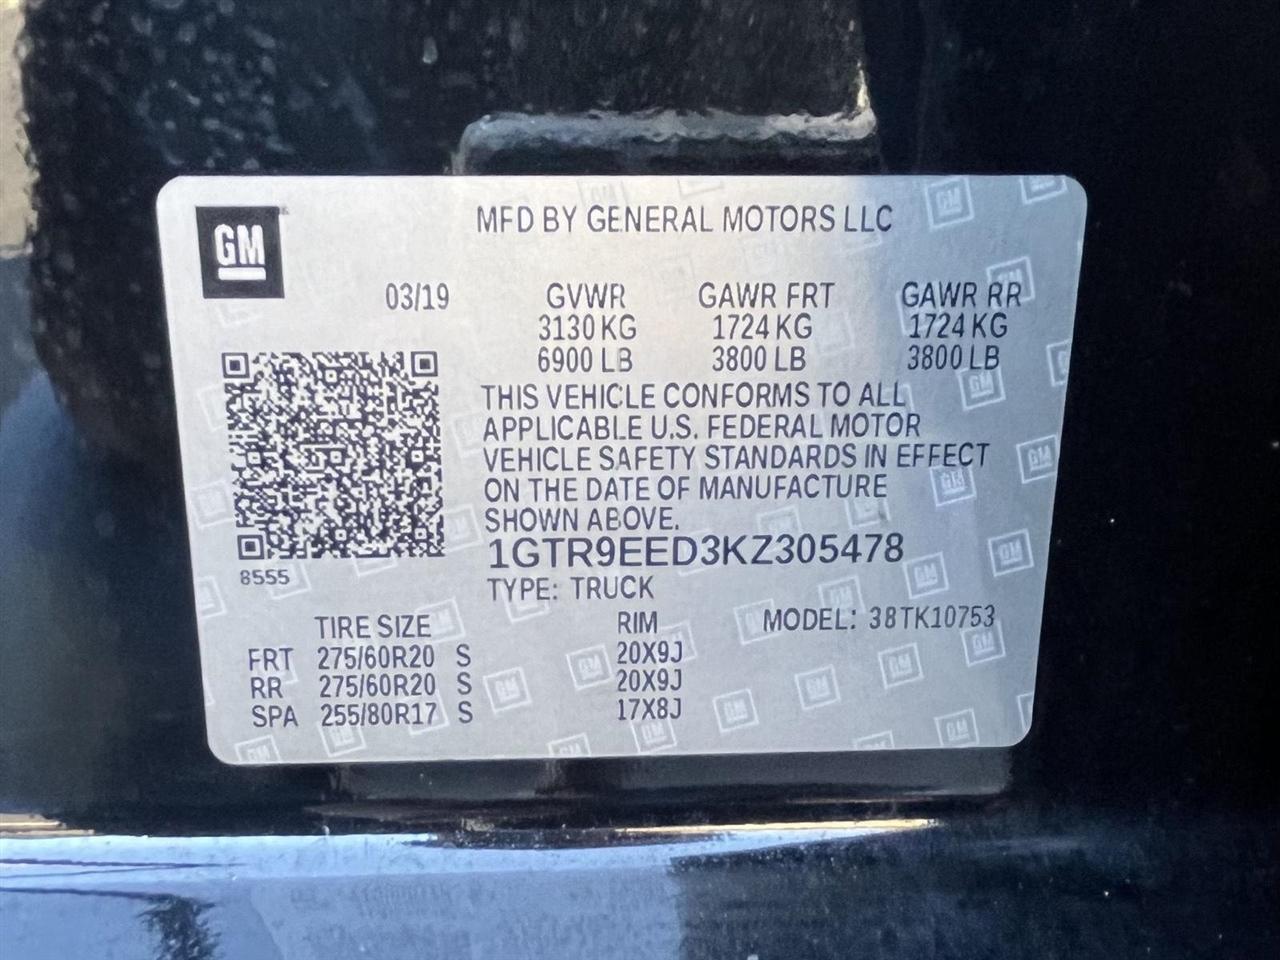 GM
MFD BY GENERAL MOTORS LLC
03/19 GVWR GAWR FRT GAWR RR
3130 KG 1724 KG 1724 KG
6900 LB 3800 LB 3800 LB
THIS VEHICLE CONFORMS TO ALL
APPLICABLE U.S. FEDERAL MOTOR
VEHICLE SAFETY STANDARDS IN EFFECT
ON THE DATE OF MANUFACTURE
SHOWN ABOVE.
1GTR9EED3KZ305478
8555
TYPE: TRUCK
TIRE SIZE RIM MODEL: 38TK10753
FRT 275/60R20 S 20X9J
RR 275/60R20 S 20X9J
SPA 255/80R17 S 17X8J